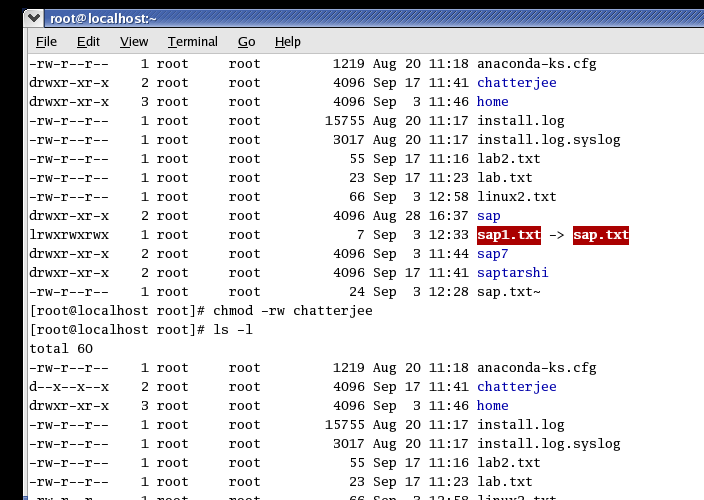 root@localhost:~
File Edit View Terminal Go Help
-rw-r--r-- 1 root root 1219 Aug 20 11:18 anaconda-ks.cfg
drwxr-xr-x 2 root root 4096 Sep 17 11:41 chatterjee
drwxr-xr-x 3 root root 4096 Sep 3 11:46 home
-rw-r--r-- 1 root root 15755 Aug 20 11:17 install.log
-rw-r--r-- 1 root root 3017 Aug 20 11:17 install.log.syslog
-rw-r--r-- 1 root root 55 Sep 17 11:16 lab2.txt
-rw-r--r-- 1 root root 23 Sep 17 11:23 lab.txt
-rw-r--r-- 1 root root 66 Sep 3 12:58 linux2.txt
drwxr-xr-x 2 root root 4096 Aug 28 16:37 sap
lrwxrwxrwx 1 root root 7 Sep 3 12:33 sap1.txt -> sap.txt
drwxr-xr-x 2 root root 4096 Sep 3 11:44 sap7
drwxr-xr-x 2 root root 4096 Sep 17 11:41 saptarshi
-rw-r--r-- 1 root root 24 Sep 3 12:28 sap.txt~
[root@localhost root]# chmod -rw chatterjee
[root@localhost root]# ls -l
total 60
-rw-r--r-- 1 root root 1219 Aug 20 11:18 anaconda-ks.cfg
d--x--x--x 2 root root 4096 Sep 17 11:41 chatterjee
drwxr-xr-x 3 root root 4096 Sep 3 11:46 home
-rw-r--r-- 1 root root 15755 Aug 20 11:17 install.log
-rw-r--r-- 1 root root 3017 Aug 20 11:17 install.log.syslog
-rw-r--r-- 1 root root 55 Sep 17 11:16 lab2.txt
-rw-r--r-- 1 root root 23 Sep 17 11:23 lab.txt
-rw-r--r-- 1 root root 66 Sep 3 12:58 linux2.txt